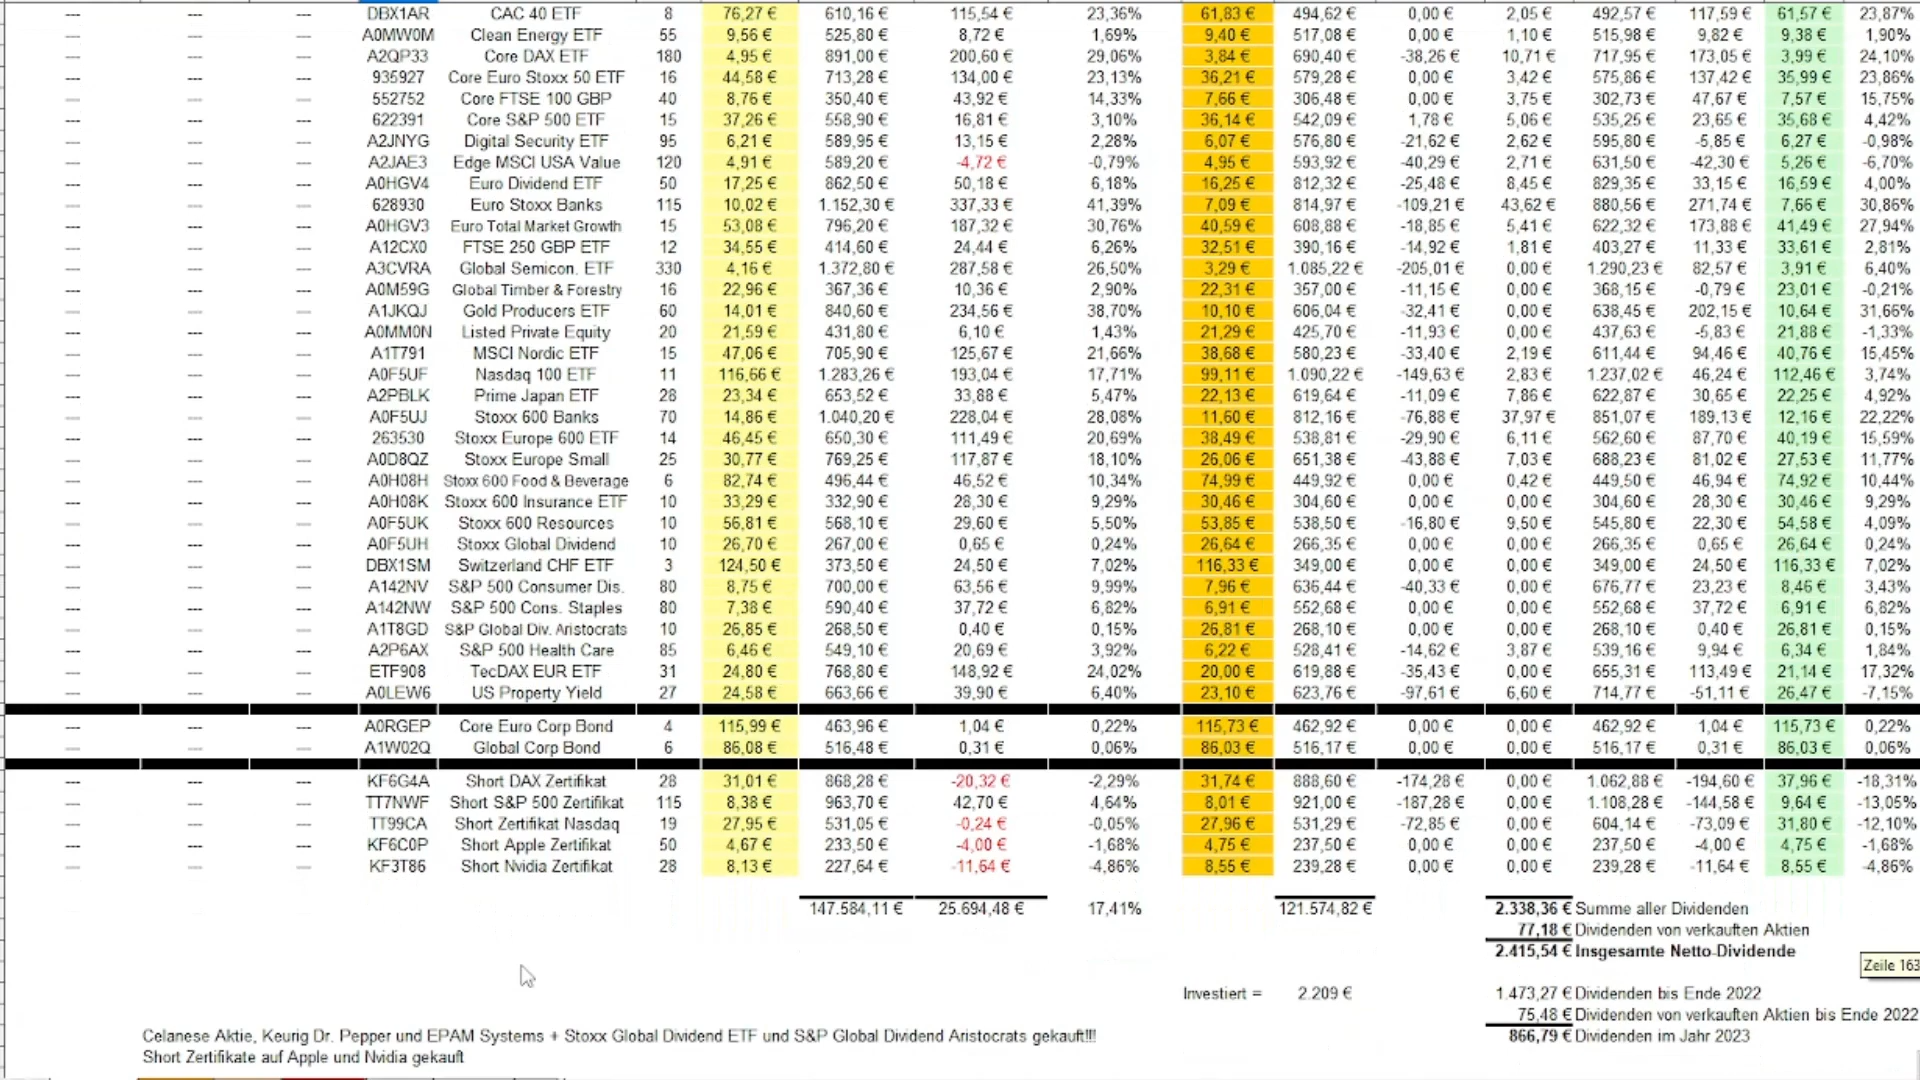 --- --- --- DBX1AR CAC 40 ETF 8 76,27 € 610,16 € 115,54 € 23,36% 61,83 € 494,62 € 0,00 € 2,05 € 492,57 € 117,59 € 61,57 € 23,87%
--- --- --- A0MW0M Clean Energy ETF 55 9,56 € 525,80 € 8,72 € 1,69% 9,40 € 517,08 € 0,00 € 1,10 € 515,98 € 9,82 € 9,38 € 1,90%
--- --- --- A2QP33 Core DAX ETF 180 4,95 € 891,00 € 200,60 € 29,06% 3,84 € 690,40 € -38,26 € 10,71 € 717,95 € 173,05 € 3,99 € 24,10%
--- --- --- 935927 Core Euro Stoxx 50 ETF 16 44,58 € 713,28 € 134,00 € 23,13% 36,21 € 579,28 € 0,00 € 3,42 € 575,86 € 137,42 € 35,99 € 23,86%
--- --- --- 552752 Core FTSE 100 GBP 40 8,76 € 350,40 € 43,92 € 14,33% 7,66 € 306,48 € 0,00 € 3,75 € 302,73 € 47,67 € 7,57 € 15,75%
--- --- --- 622391 Core S&P 500 ETF 15 37,26 € 558,90 € 16,81 € 3,10% 36,14 € 542,09 € 1,78 € 5,06 € 535,25 € 23,65 € 35,68 € 4,42%
--- --- --- A2JNYG Digital Security ETF 95 6,21 € 589,95 € 13,15 € 2,28% 6,07 € 576,80 € -21,62 € 2,62 € 595,80 € -5,85 € 6,27 € -0,98%
--- --- --- A2JAE3 Edge MSCI USA Value 120 4,91 € 589,20 € -4,72 € -0,79% 4,95 € 593,92 € -40,29 € 2,71 € 631,50 € -42,30 € 5,26 € -6,70%
--- --- --- A0HGV4 Euro Dividend ETF 50 17,25 € 862,50 € 50,18 € 6,18% 16,25 € 812,32 € -25,48 € 8,45 € 829,35 € 33,15 € 16,59 € 4,00%
--- --- --- 628930 Euro Stoxx Banks 115 10,02 € 1.152,30 € 337,33 € 41,39% 7,09 € 814,97 € -109,21 € 43,62 € 880,56 € 271,74 € 7,66 € 30,86%
--- --- --- A0HGV3 Euro Total Market Growth 15 53,08 € 796,20 € 187,32 € 30,76% 40,59 € 608,88 € -18,85 € 5,41 € 622,32 € 173,88 € 41,49 € 27,94%
--- --- --- A12CX0 FTSE 250 GBP ETF 12 34,55 € 414,60 € 24,44 € 6,26% 32,51 € 390,16 € -14,92 € 1,81 € 403,27 € 11,33 € 33,61 € 2,81%
--- --- --- A3CVRA Global Semicon. ETF 330 4,16 € 1.372,80 € 287,58 € 26,50% 3,29 € 1.085,22 € -205,01 € 0,00 € 1.290,23 € 82,57 € 3,91 € 6,40%
--- --- --- A0M59G Global Timber & Forestry 16 22,96 € 367,36 € 10,36 € 2,90% 22,31 € 357,00 € -11,15 € 0,00 € 368,15 € -0,79 € 23,01 € -0,21%
--- --- --- A1JKQJ Gold Producers ETF 60 14,01 € 840,60 € 234,56 € 38,70% 10,10 € 606,04 € -32,41 € 0,00 € 638,45 € 202,15 € 10,64 € 31,66%
--- --- --- A0MM0N Listed Private Equity 20 21,59 € 431,80 € 6,10 € 1,43% 21,29 € 425,70 € -11,93 € 0,00 € 437,63 € -5,83 € 21,88 € -1,33%
--- --- --- A1T791 MSCI Nordic ETF 15 47,06 € 705,90 € 125,67 € 21,66% 38,68 € 580,23 € -33,40 € 2,19 € 611,44 € 94,46 € 40,76 € 15,45%
--- --- --- A0F5UF Nasdaq 100 ETF 11 116,66 € 1.283,26 € 193,04 € 17,71% 99,11 € 1.090,22 € -149,63 € 2,83 € 1.237,02 € 46,24 € 112,46 € 3,74%
--- --- --- A2PBLK Prime Japan ETF 28 23,34 € 653,52 € 33,88 € 5,47% 22,13 € 619,64 € -11,09 € 7,86 € 622,87 € 30,65 € 22,25 € 4,92%
--- --- --- A0F5UJ Stoxx 600 Banks 70 14,86 € 1.040,20 € 228,04 € 28,08% 11,60 € 812,16 € -76,88 € 37,97 € 851,07 € 189,13 € 12,16 € 22,22%
--- --- --- 263530 Stoxx Europe 600 ETF 14 46,45 € 650,30 € 111,49 € 20,69% 38,49 € 538,81 € -29,90 € 6,11 € 562,60 € 87,70 € 40,19 € 15,59%
--- --- --- A0D8QZ Stoxx Europe Small 25 30,77 € 769,25 € 117,87 € 18,10% 26,06 € 651,38 € -43,88 € 7,03 € 688,23 € 81,02 € 27,53 € 11,77%
--- --- --- A0H08H Stoxx 600 Food & Beverage 6 82,74 € 496,44 € 46,52 € 10,34% 74,99 € 449,92 € 0,00 € 0,42 € 449,50 € 46,94 € 74,92 € 10,44%
--- --- --- A0H08K Stoxx 600 Insurance ETF 10 33,29 € 332,90 € 28,30 € 9,29% 30,46 € 304,60 € 0,00 € 0,00 € 304,60 € 28,30 € 30,46 € 9,29%
--- --- --- A0F5UK Stoxx 600 Resources 10 56,81 € 568,10 € 29,60 € 5,50% 53,85 € 538,50 € -16,80 € 9,50 € 545,80 € 22,30 € 54,58 € 4,09%
--- --- --- A0F5UH Stoxx Global Dividend 10 26,70 € 267,00 € 0,65 € 0,24% 26,64 € 266,35 € 0,00 € 0,00 € 266,35 € 0,65 € 26,64 € 0,24%
--- --- --- DBX1SM Switzerland CHF ETF 3 124,50 € 373,50 € 24,50 € 7,02% 116,33 € 349,00 € 0,00 € 0,00 € 349,00 € 24,50 € 116,33 € 7,02%
--- --- --- A142NV S&P 500 Consumer Dis. 80 8,75 € 700,00 € 63,56 € 9,99% 7,96 € 636,44 € -40,33 € 0,00 € 676,77 € 23,23 € 8,46 € 3,43%
--- --- --- A142NW S&P 500 Cons. Staples 80 7,38 € 590,40 € 37,72 € 6,82% 6,91 € 552,68 € 0,00 € 0,00 € 552,68 € 37,72 € 6,91 € 6,82%
--- --- --- A1T8GD S&P Global Div. Aristocrats 10 26,85 € 268,50 € 0,40 € 0,15% 26,81 € 268,10 € 0,00 € 0,00 € 268,10 € 0,40 € 26,81 € 0,15%
--- --- --- A2P6AX S&P 500 Health Care 85 6,46 € 549,10 € 20,69 € 3,92% 6,22 € 528,41 € -14,62 € 3,87 € 539,16 € 9,94 € 6,34 € 1,84%
--- --- --- ETF908 TecDAX EUR ETF 31 24,80 € 768,80 € 148,92 € 24,02% 20,00 € 619,88 € -35,43 € 0,00 € 655,31 € 113,49 € 21,14 € 17,32%
--- --- --- A0LEW6 US Property Yield 27 24,58 € 663,66 € 39,90 € 6,40% 23,10 € 623,76 € -97,61 € 6,60 € 714,77 € -51,11 € 26,47 € -7,15%
--- --- --- A0RGEP Core Euro Corp Bond 4 115,99 € 463,96 € 1,04 € 0,22% 115,73 € 462,92 € 0,00 € 0,00 € 462,92 € 1,04 € 115,73 € 0,22%
--- --- --- A1W02Q Global Corp Bond 6 86,08 € 516,48 € 0,31 € 0,06% 86,03 € 516,17 € 0,00 € 0,00 € 516,17 € 0,31 € 86,03 € 0,06%
--- --- --- KF6G4A Short DAX Zertifikat 28 31,01 € 868,28 € -20,32 € -2,29% 31,74 € 888,60 € -174,28 € 0,00 € 1.062,88 € -194,60 € 37,96 € -18,31%
--- --- --- TT7NWF Short S&P 500 Zertifikat 115 8,38 € 963,70 € 42,70 € 4,64% 8,01 € 921,00 € -187,28 € 0,00 € 1.108,28 € -144,58 € 9,64 € -13,05%
--- --- --- TT99CA Short Zertifikat Nasdaq 19 27,95 € 531,05 € -0,24 € -0,05% 27,96 € 531,29 € -72,85 € 0,00 € 604,14 € -73,09 € 31,80 € -12,10%
--- --- --- KF6C0P Short Apple Zertifikat 50 4,67 € 233,50 € -4,00 € -1,68% 4,75 € 237,50 € 0,00 € 0,00 € 237,50 € -4,00 € 4,75 € -1,68%
--- --- --- KF3T86 Short Nvidia Zertifikat 28 8,13 € 227,64 € -11,64 € -4,86% 8,55 € 239,28 € 0,00 € 0,00 € 239,28 € -11,64 € 8,55 € -4,86%
147.584,11 € 25.694,48 € 17,41% 121.574,82 € 2.338,36 € Summe aller Dividenden
77,18 € Dividenden von verkauften Aktien
2.415,54 € Insgesamte Netto-Dividende
Zeile 163
Investiert = 2.209 € 1.473,27 € Dividenden bis Ende 2022
75,48 € Dividenden von verkauften Aktien bis Ende 2022
Celanese Aktie, Keurig Dr. Pepper und EPAM Systems + Stoxx Global Dividend ETF und S&P Global Dividend Aristocrats gekauft!!! 866,79 € Dividenden im Jahr 2023
Short Zertifikate auf Apple und Nvidia gekauft